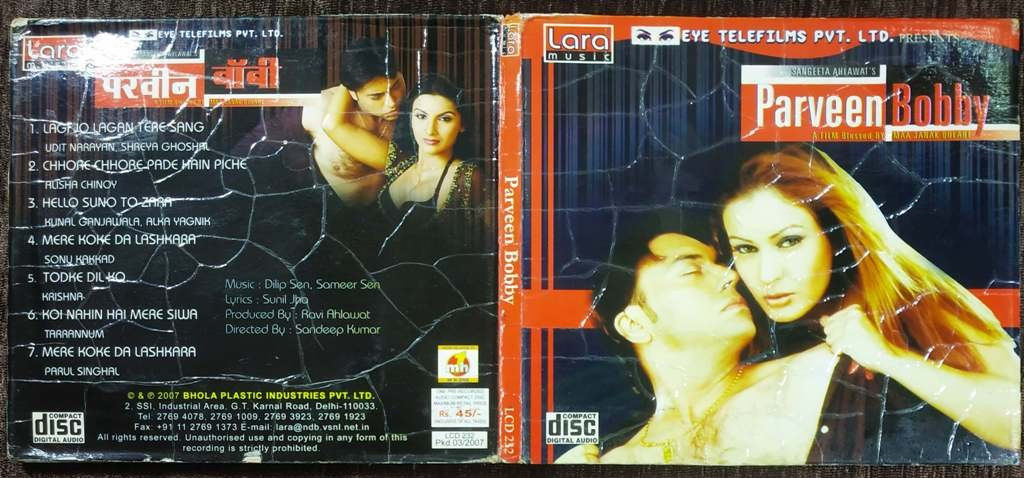 Lara
music
EYE TELEFILMS PVT. LTD.
परवीन बॉबी
1. LAGI JO LAGAN TERE SANG
UDIT NARAYAN, SHREYA GHOSHAL
2. CHHORE CHHORE PADE HAIN PICHE
ALISHA CHINOY
3. HELLO SUNO TO ZARA
KUNAL GANJAWALA, ALKA YAGNIK
4. MERE KOKE DA LASHKARA
SONU KAKKAD
5. TODKE DIL KO
KRISHNA
6. KOI NAHIN HAI MERE SIWA
TARRANNUM
7. MERE KOKE DA LASHKARA
PARUL SINGHAL
Music : Dilip Sen, Sameer Sen
Lyrics : Sunil Jha
Produced By : Ravi Ahlawat
Directed By : Sandeep Kumar
© & ℗ 2007 BHOLA PLASTIC INDUSTRIES PVT. LTD.
2, SSI, Industrial Area, G.T. Karnal Road, Delhi-110033.
Tel: 2769 4078, 2769 1009, 2769 3923, 2769 1923
Fax: +91 11 2769 1373 E-mail: lara@ndb.vsnl.net.in
All rights reserved. Unauthorised use and copying in any form of this
recording is strictly prohibited.
COMPACT
disc
DIGITAL AUDIO
mh
Rs. 45/-
LCD 232
Pkd 03/2007
Lara
music
Parveen Bobby
LCD 232
Lara
music
EYE TELEFILMS PVT. LTD. PRESENTS
SANGEETA AHLAWAT'S
Parveen Bobby
A FILM Blessed BY MAA JANAK DULARI
COMPACT
disc
DIGITAL AUDIO